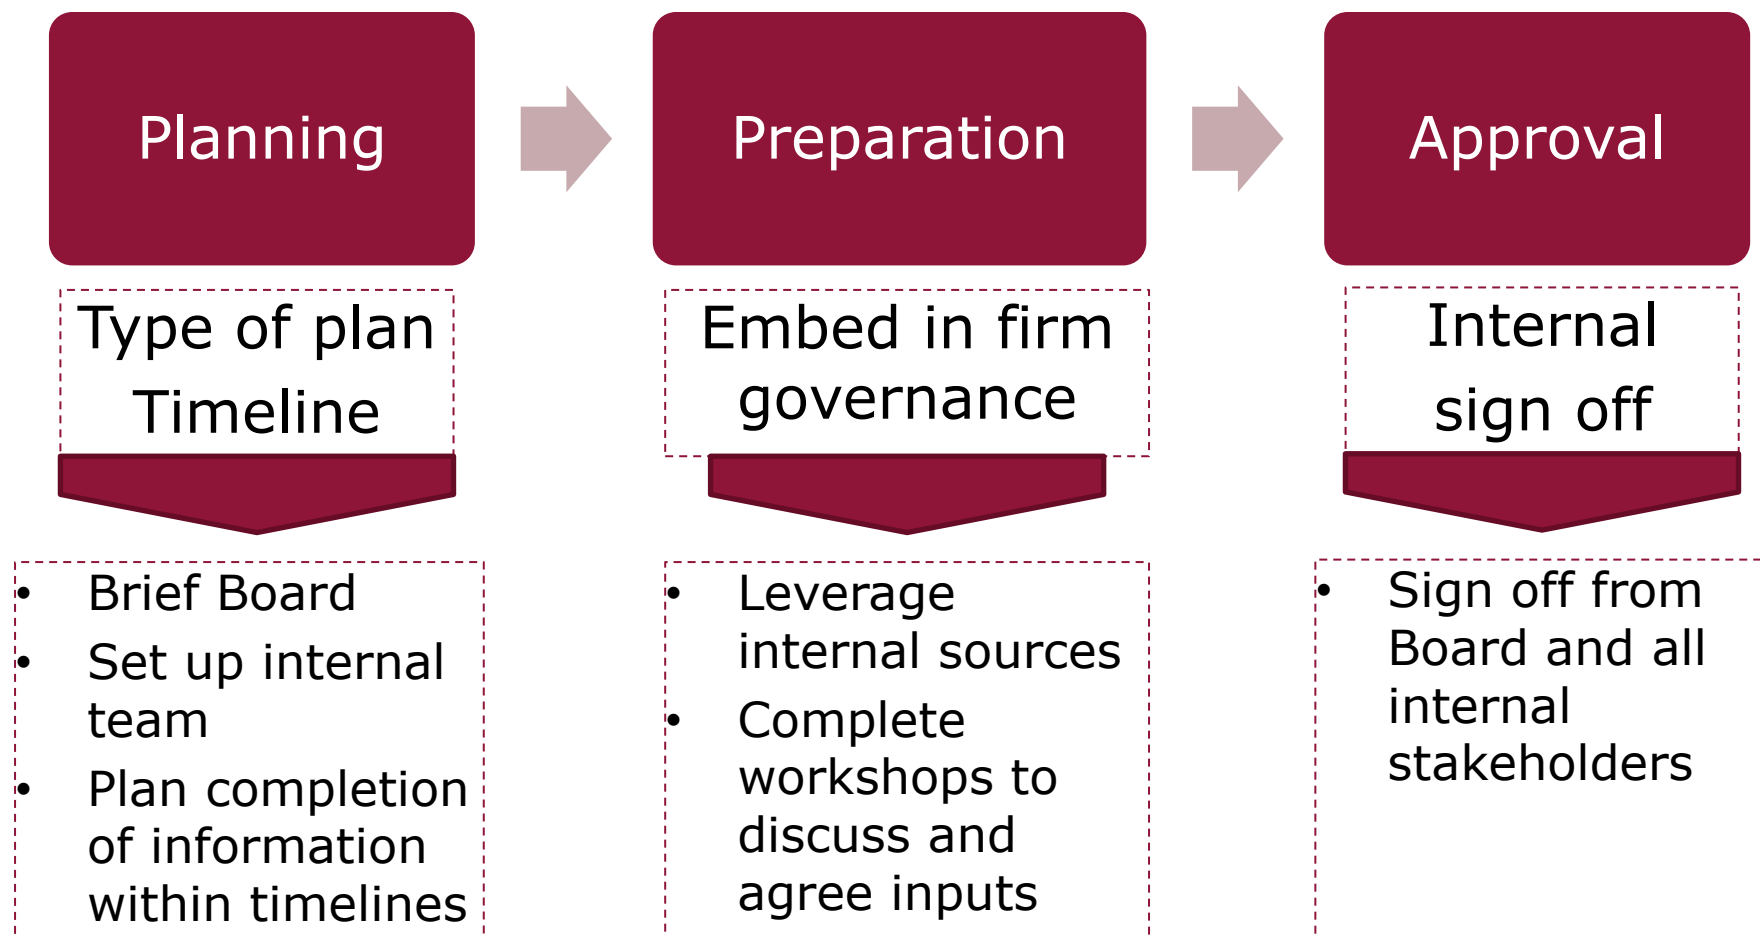 Planning
Preparation
Approval
Type of plan
Timeline
Embed in firm
governance
Internal
sign off
• Brief Board
• Set up internal
team
• Plan completion
of information
within timelines
• Leverage
internal sources
• Complete
workshops to
discuss and
agree inputs
• Sign off from
Board and all
internal
stakeholders